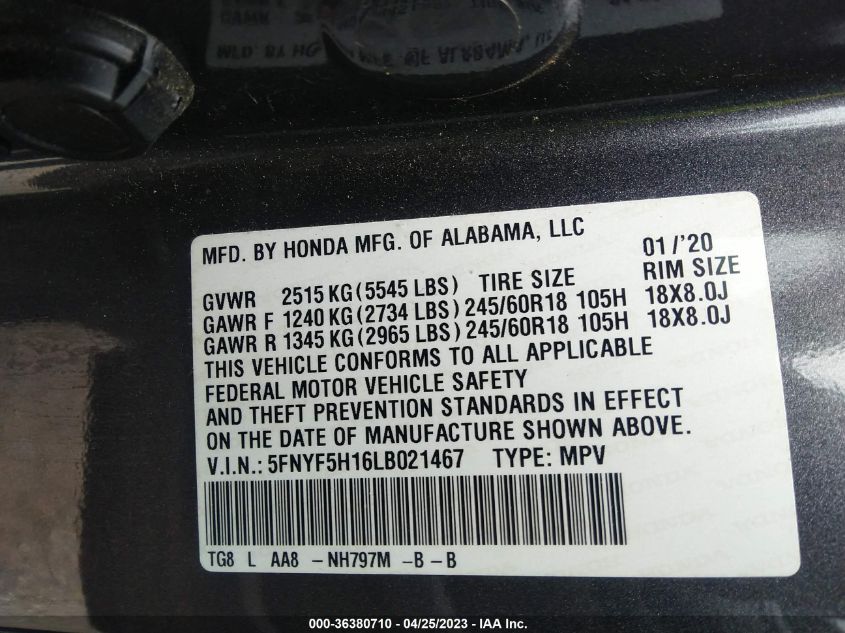 MFD. BY HONDA MFG. OF ALABAMA, LLC 01/'20
GVWR 2515 KG (5545 LBS) TIRE SIZE RIM SIZE
GAWR F 1240 KG (2734 LBS) 245/60R18 105H 18X8.0J
GAWR R 1345 KG (2965 LBS) 245/60R18 105H 18X8.0J
THIS VEHICLE CONFORMS TO ALL APPLICABLE
FEDERAL MOTOR VEHICLE SAFETY
AND THEFT PREVENTION STANDARDS IN EFFECT
ON THE DATE OF MANUFACTURE SHOWN ABOVE.
V.I.N.: 5FNYF5H16LB021467 TYPE: MPV
TG8 L AA8 - NH797M - B - B
000-36380710 - 04/25/2023 - IAA Inc.